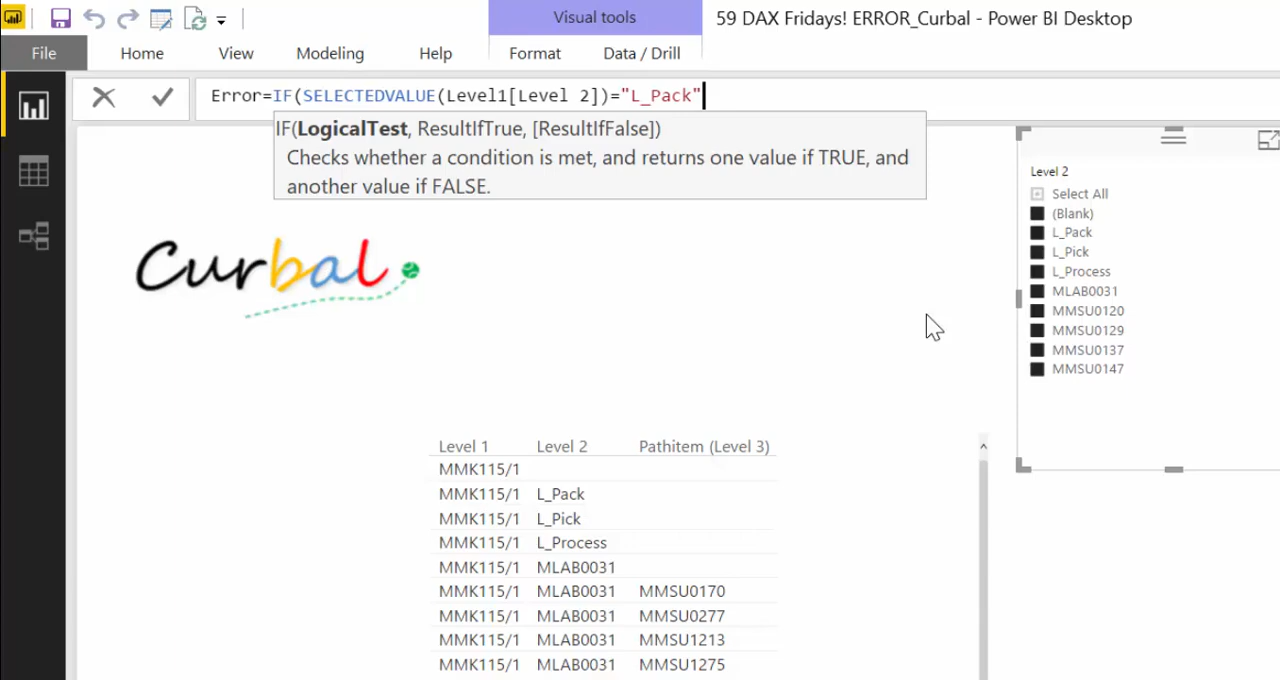 Visual tools
59 DAX Fridays! ERROR_Curbal - Power BI Desktop
File Home View Modeling Help Format Data / Drill
Error=IF(SELECTEDVALUE(Level1[Level 2])="L_Pack"
IF(LogicalTest, ResultIfTrue, [ResultIfFalse])
Checks whether a condition is met, and returns one value if TRUE, and
another value if FALSE.
Curbal
Level 2
Select All
(Blank)
L_Pack
L_Pick
L_Process
MLAB0031
MMSU0120
MMSU0129
MMSU0137
MMSU0147
Level 1 Level 2 Pathitem (Level 3)
MMK115/1
MMK115/1 L_Pack
MMK115/1 L_Pick
MMK115/1 L_Process
MMK115/1 MLAB0031
MMK115/1 MLAB0031 MMSU0170
MMK115/1 MLAB0031 MMSU0277
MMK115/1 MLAB0031 MMSU1213
MMK115/1 MLAB0031 MMSU1275